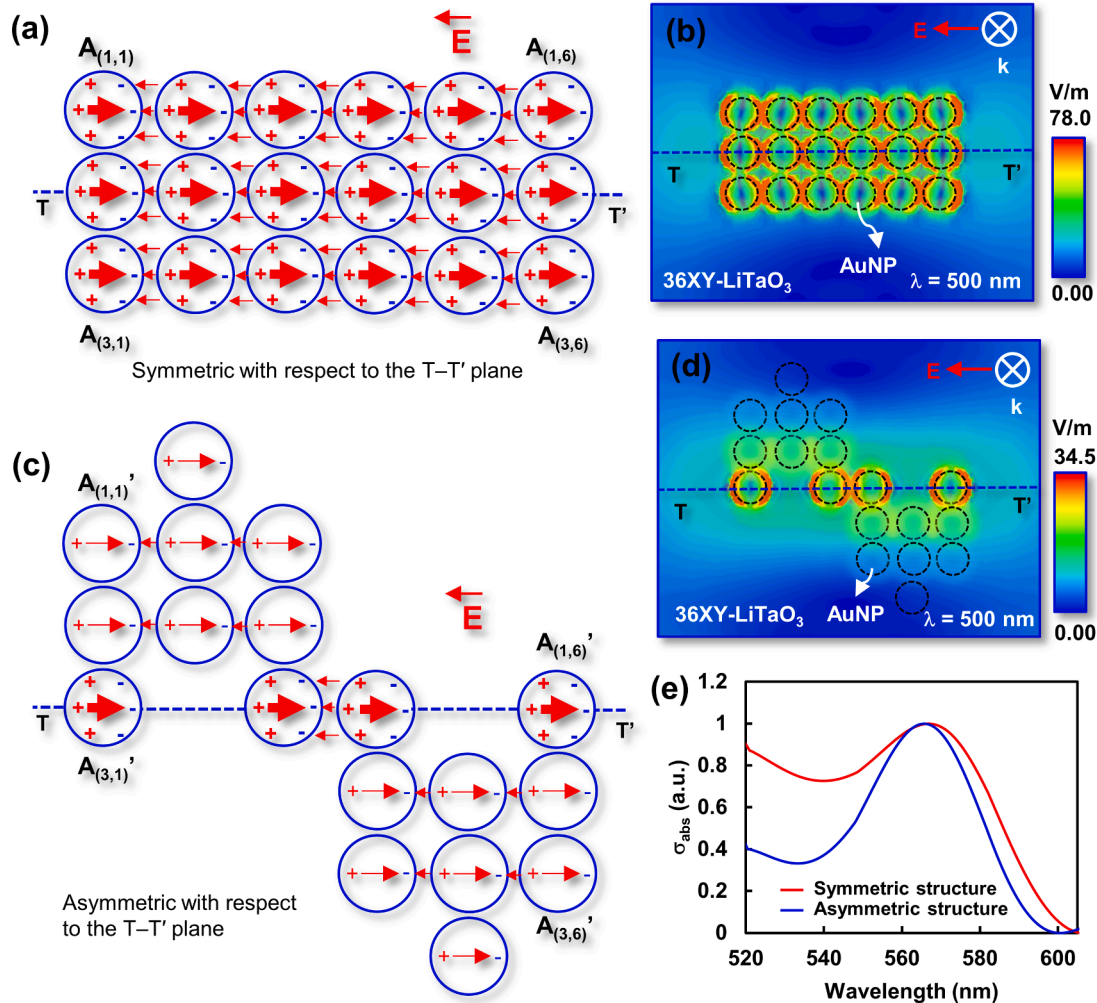 (a)
E
A(1,1)
A(1,6)
T
T'
A(3,1)
A(3,6)
Symmetric with respect to the T–T′ plane
(b)
E
k
V/m
78.0
T
T'
AuNP
36XY-LiTaO3
λ = 500 nm
0.00
(c)
A(1,1)’
E
A(1,6)’
T
T'
A(3,1)’
A(3,6)’
Asymmetric with respect
to the T–T′ plane
(d)
E
k
V/m
34.5
T
T'
AuNP
36XY-LiTaO3
λ = 500 nm
0.00
(e)
σabs (a.u.)
1.2
1
0.8
0.6
0.4
0.2
0
Symmetric structure
Asymmetric structure
520 540 560 580 600
Wavelength (nm)